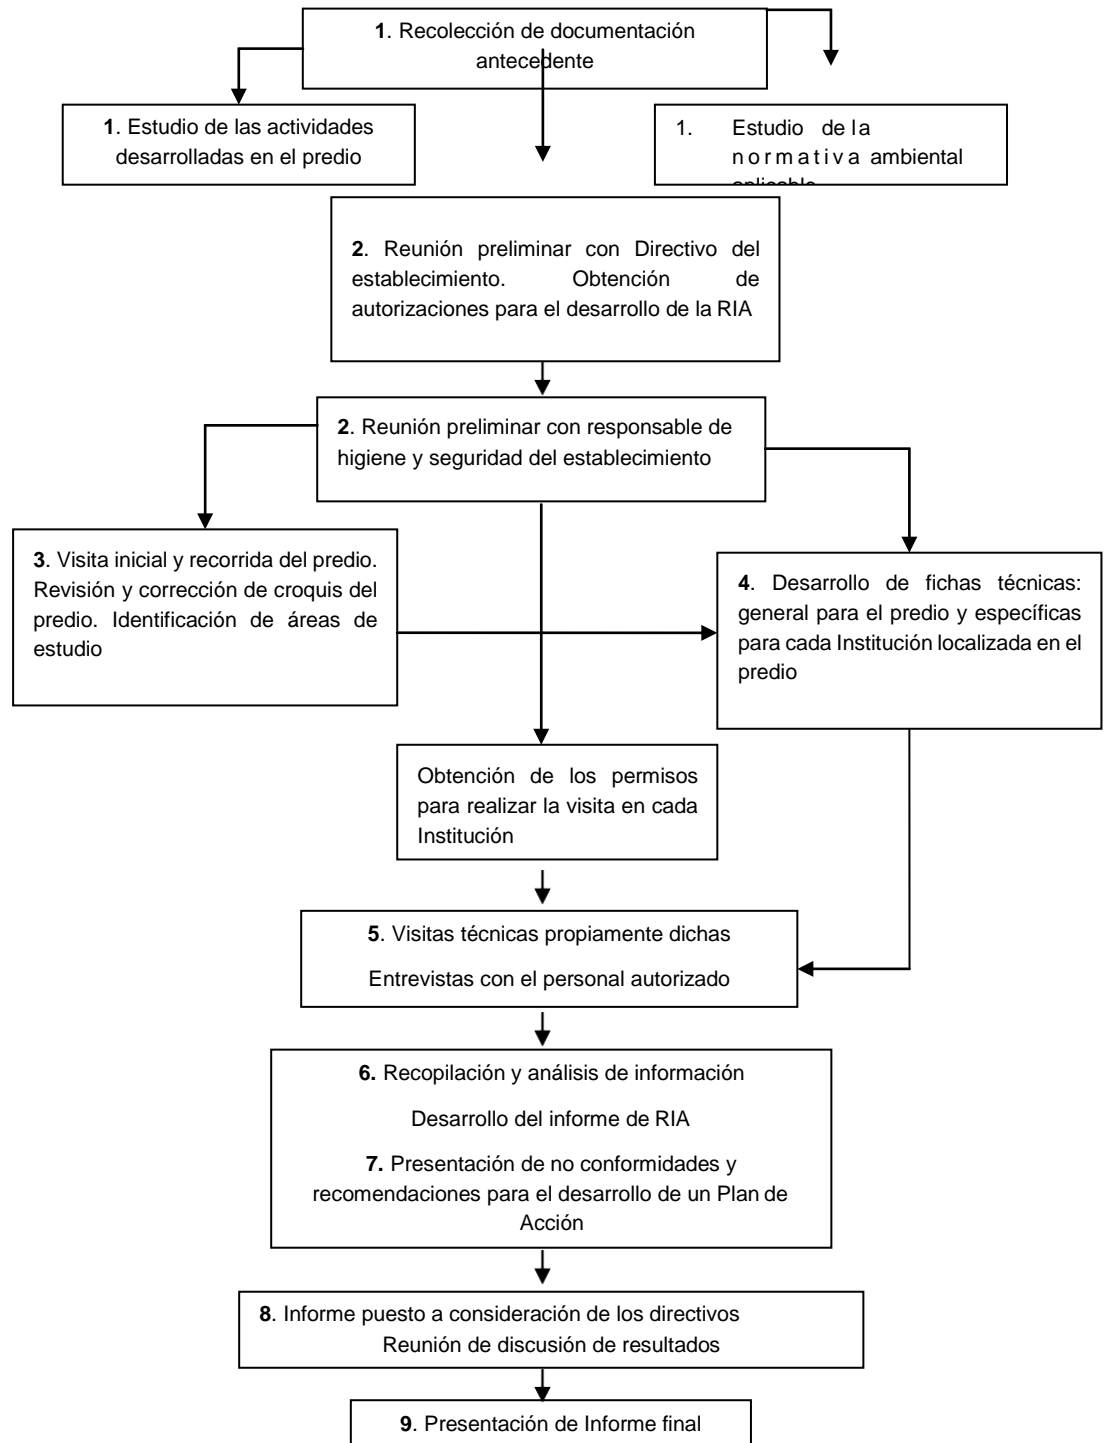 1. Recolección de documentación
antecedente
1. Estudio de las actividades
desarrolladas en el predio
1. Estudio de la
normativa ambiental
aplicable
2. Reunión preliminar con Directivo del
establecimiento. Obtención de
autorizaciones para el desarrollo de la RIA
2. Reunión preliminar con responsable de
higiene y seguridad del establecimiento
3. Visita inicial y recorrida del predio.
Revisión y corrección de croquis del
predio. Identificación de áreas de
estudio
4. Desarrollo de fichas técnicas:
general para el predio y específicas
para cada Institución localizada en el
predio
Obtención de los permisos
para realizar la visita en cada
Institución
5. Visitas técnicas propiamente dichas
Entrevistas con el personal autorizado
6. Recopilación y análisis de información
Desarrollo del informe de RIA
7. Presentación de no conformidades y
recomendaciones para el desarrollo de un Plan de
Acción
8. Informe puesto a consideración de los directivos
Reunión de discusión de resultados
9. Presentación de Informe final